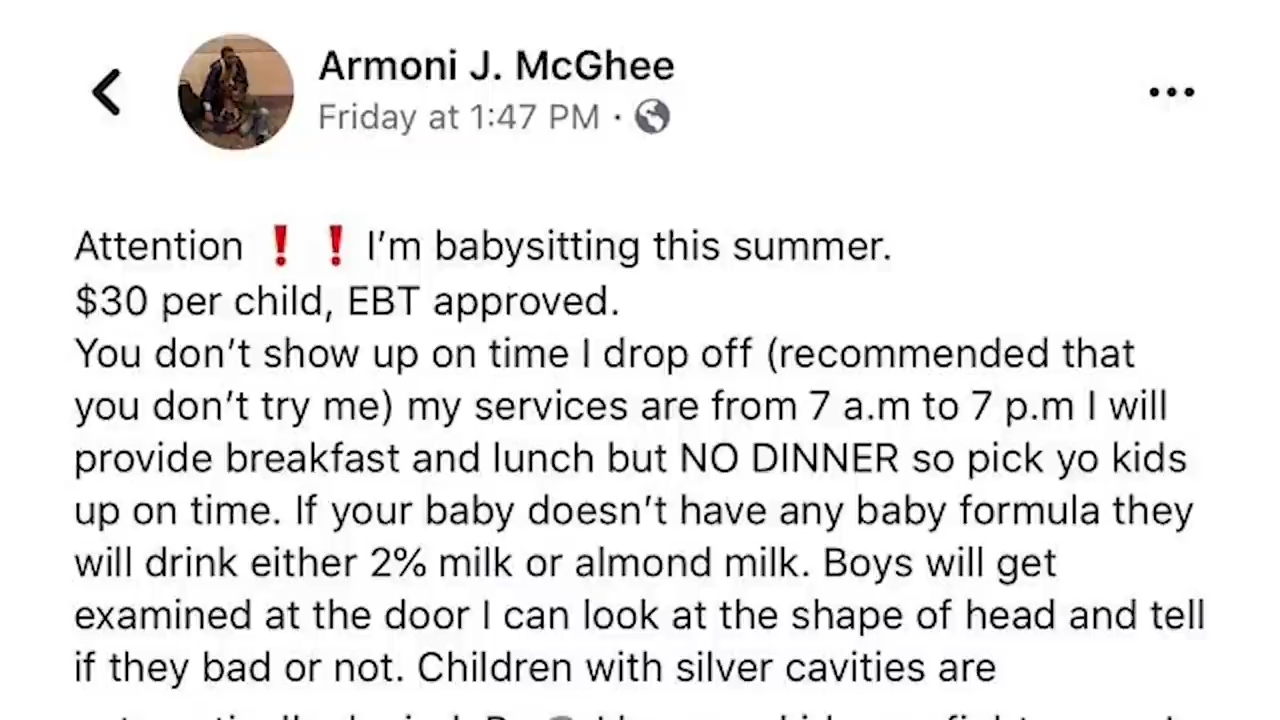 Armoni J. McGhee
Friday at 1:47 PM ·
Attention ❗❗ I’m babysitting this summer.
$30 per child, EBT approved.
You don’t show up on time I drop off (recommended that
you don’t try me) my services are from 7 a.m to 7 p.m I will
provide breakfast and lunch but NO DINNER so pick yo kids
up on time. If your baby doesn’t have any baby formula they
will drink either 2% milk or almond milk. Boys will get
examined at the door I can look at the shape of head and tell
if they bad or not. Children with silver cavities are